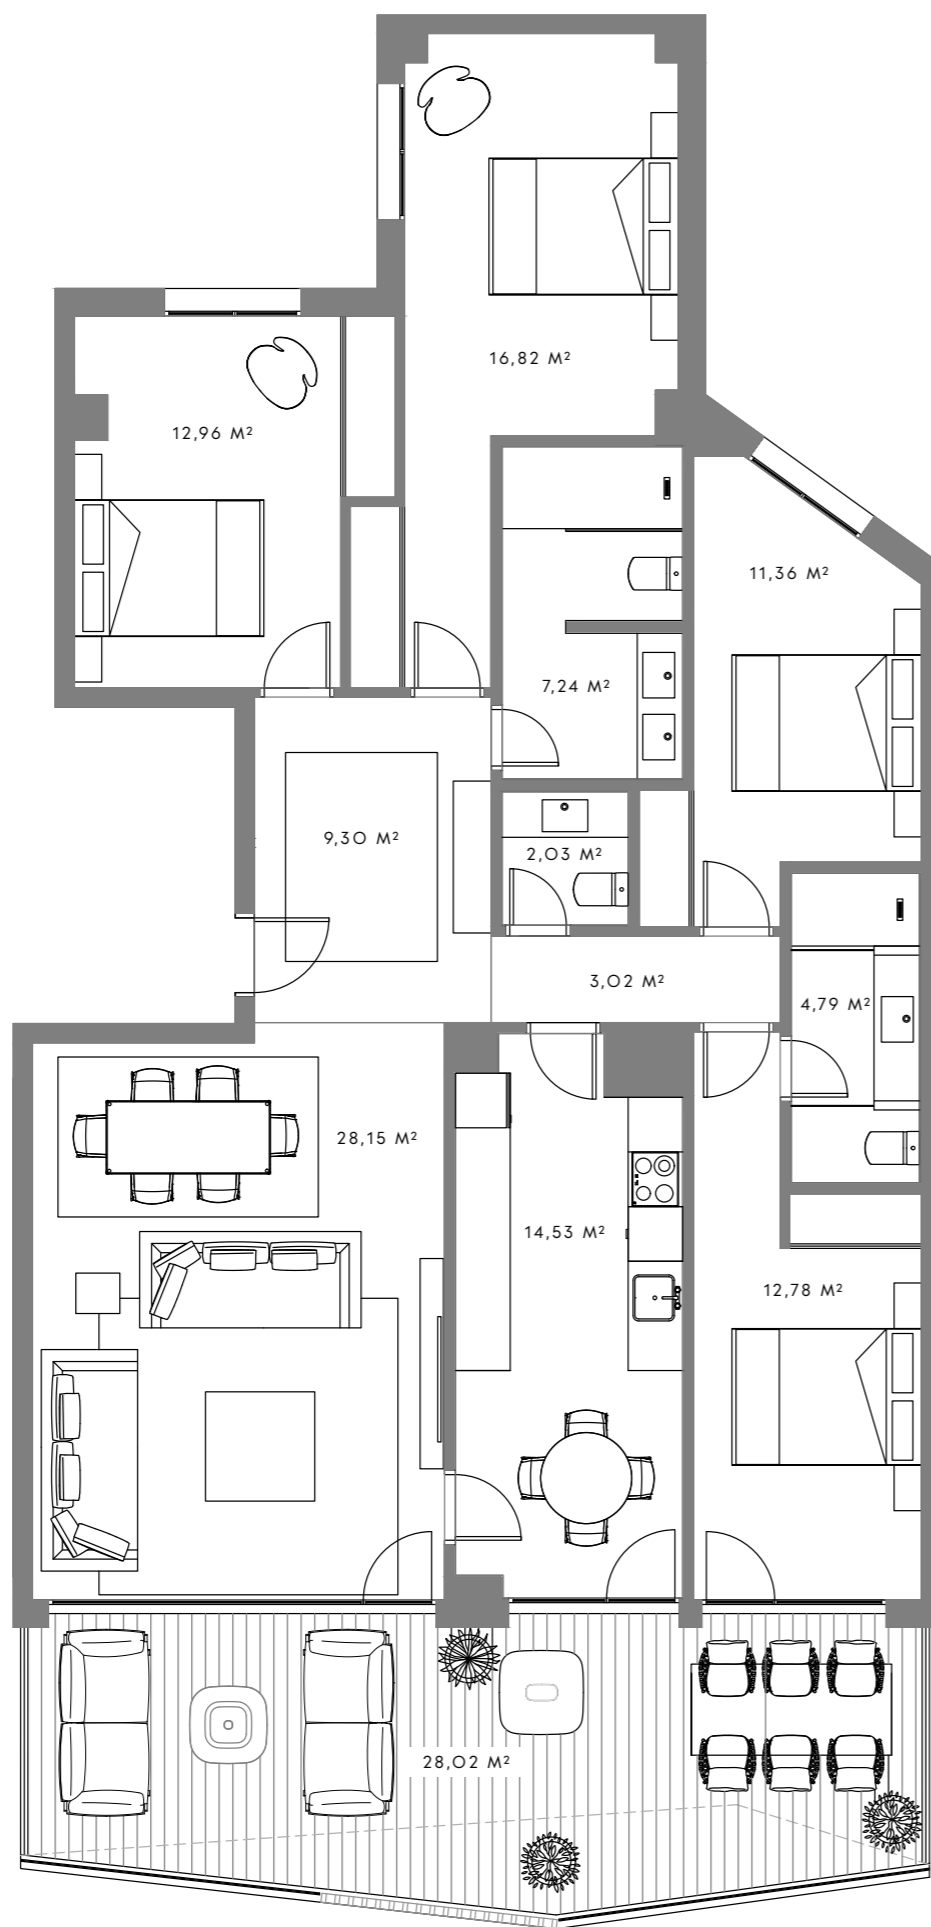 16,82 M²
12,96 M²
11,36 M²
7,24 M²
9,30 M²
2,03 M²
3,02 M²
4,79 M²
28,15 M²
14,53 M²
12,78 M²
28,02 M²